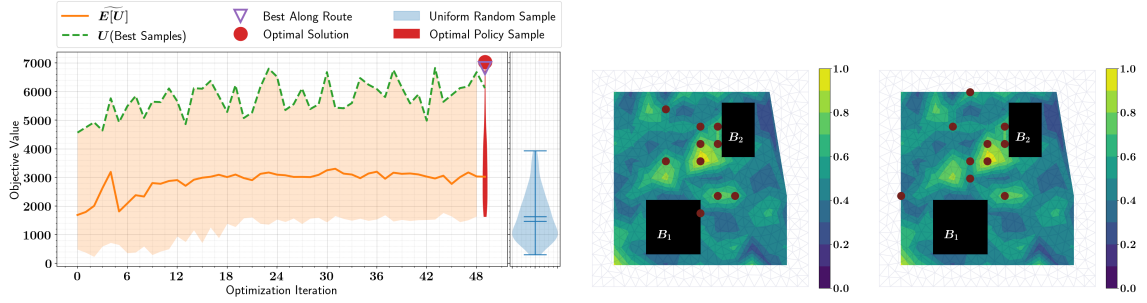 E[U]
U(Best Samples)
Best Along Route
Optimal Solution
Uniform Random Sample
Optimal Policy Sample
Objective Value
7000
6000
5000
4000
3000
2000
1000
0
0 6 12 18 24 30 36 42 48
Optimization Iteration
B₂
B₁
1.0
0.8
0.6
0.4
0.2
0.0
B₂
B₁
1.0
0.8
0.6
0.4
0.2
0.0